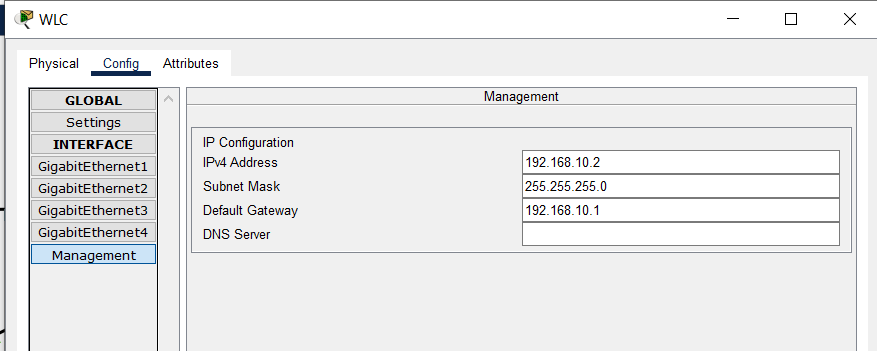 WLC
Physical Config Attributes
GLOBAL
Settings
INTERFACE
GigabitEthernet1
GigabitEthernet2
GigabitEthernet3
GigabitEthernet4
Management
Management
IP Configuration
IPv4 Address 192.168.10.2
Subnet Mask 255.255.255.0
Default Gateway 192.168.10.1
DNS Server